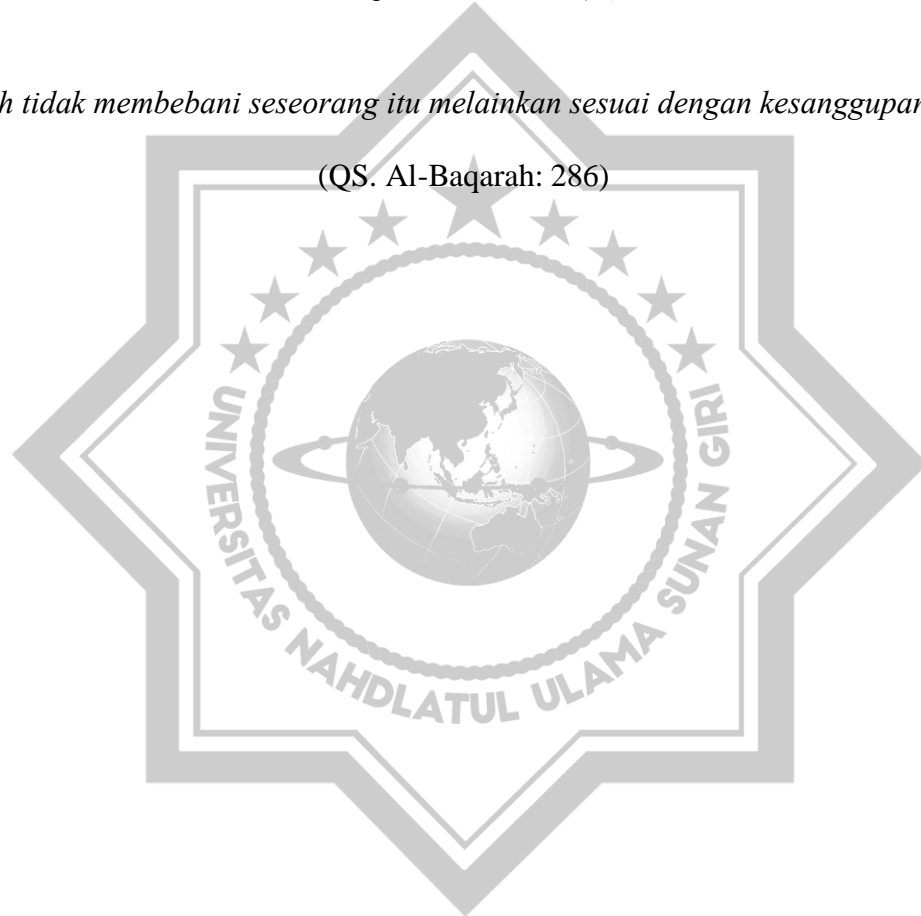 tidak membebani seseorang itu melainkan sesuai dengan kesanggupan
(QS. Al-Baqarah: 286)
UNIVERSITAS NAHDLATUL ULAMA SUNAN GIRI